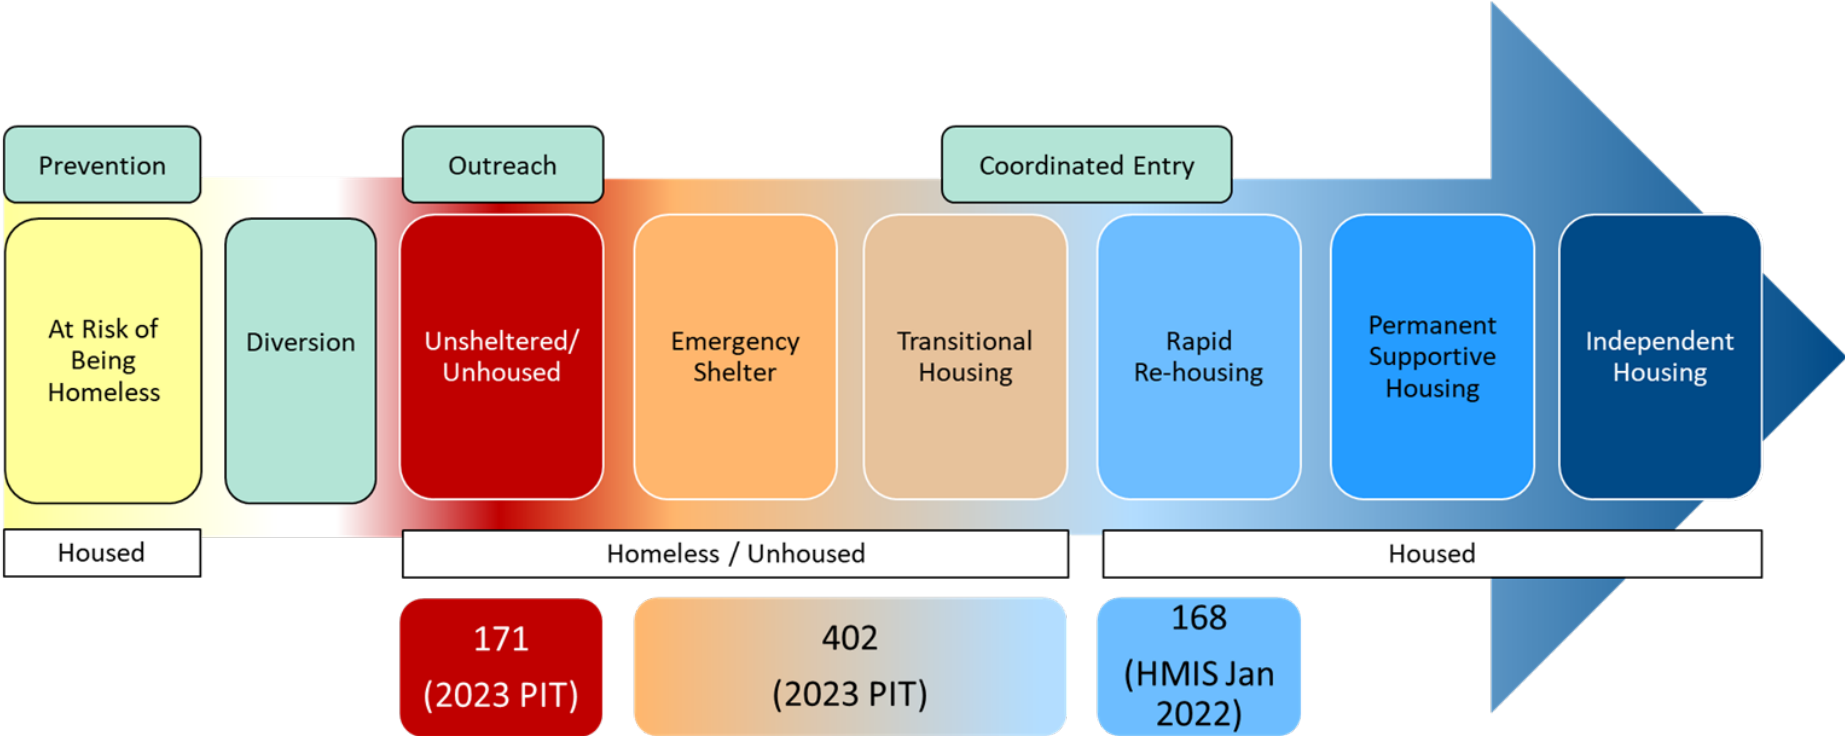 Prevention
Outreach
Coordinated Entry
At Risk of
Being
Homeless
Diversion
Unsheltered/
Unhoused
Emergency
Shelter
Transitional
Housing
Rapid
Re-housing
Permanent
Supportive
Housing
Independent
Housing
Housed
Homeless / Unhoused
Housed
171
(2023 PIT)
402
(2023 PIT)
168
(HMIS Jan
2022)